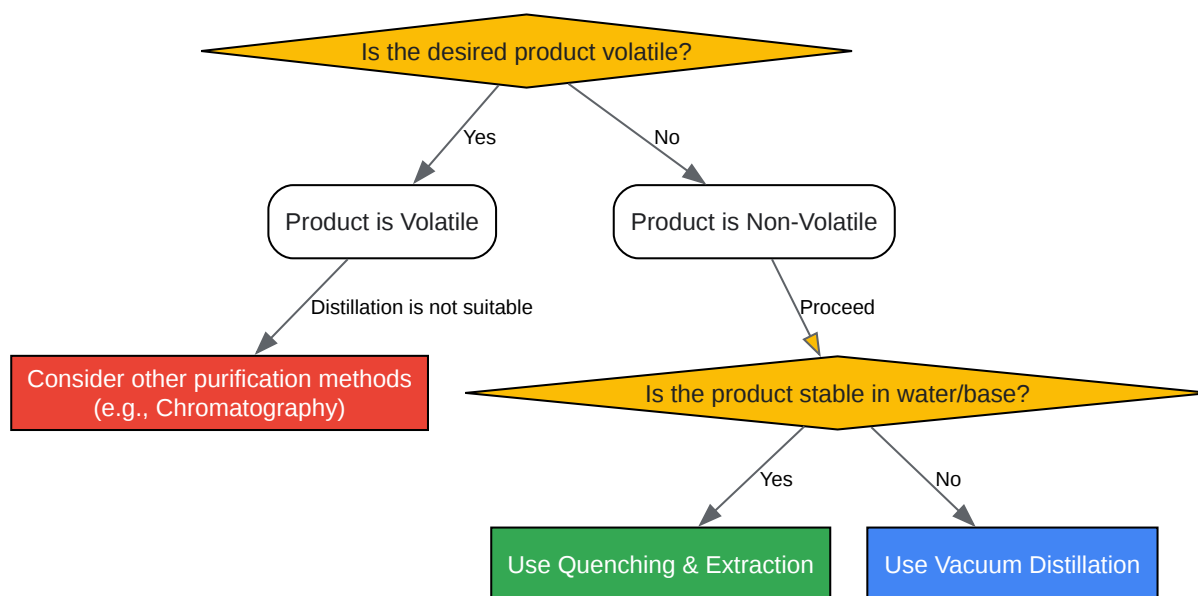 Is the desired product volatile?
Yes
No
Product is Volatile
Product is Non-Volatile
Distillation is not suitable
Proceed
Consider other purification methods
(e.g., Chromatography)
Is the product stable in water/base?
Yes
No
Use Quenching & Extraction
Use Vacuum Distillation